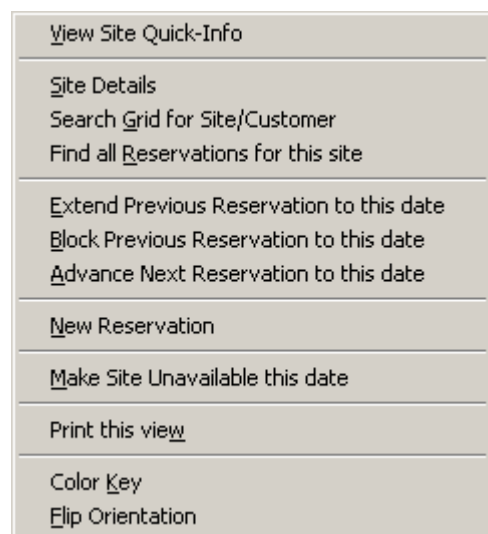 View Site Quick-Info
Site Details
Search Grid for Site/Customer
Find all Reservations for this site
Extend Previous Reservation to this date
Block Previous Reservation to this date
Advance Next Reservation to this date
New Reservation
Make Site Unavailable this date
Print this view
Color Key
Flip Orientation